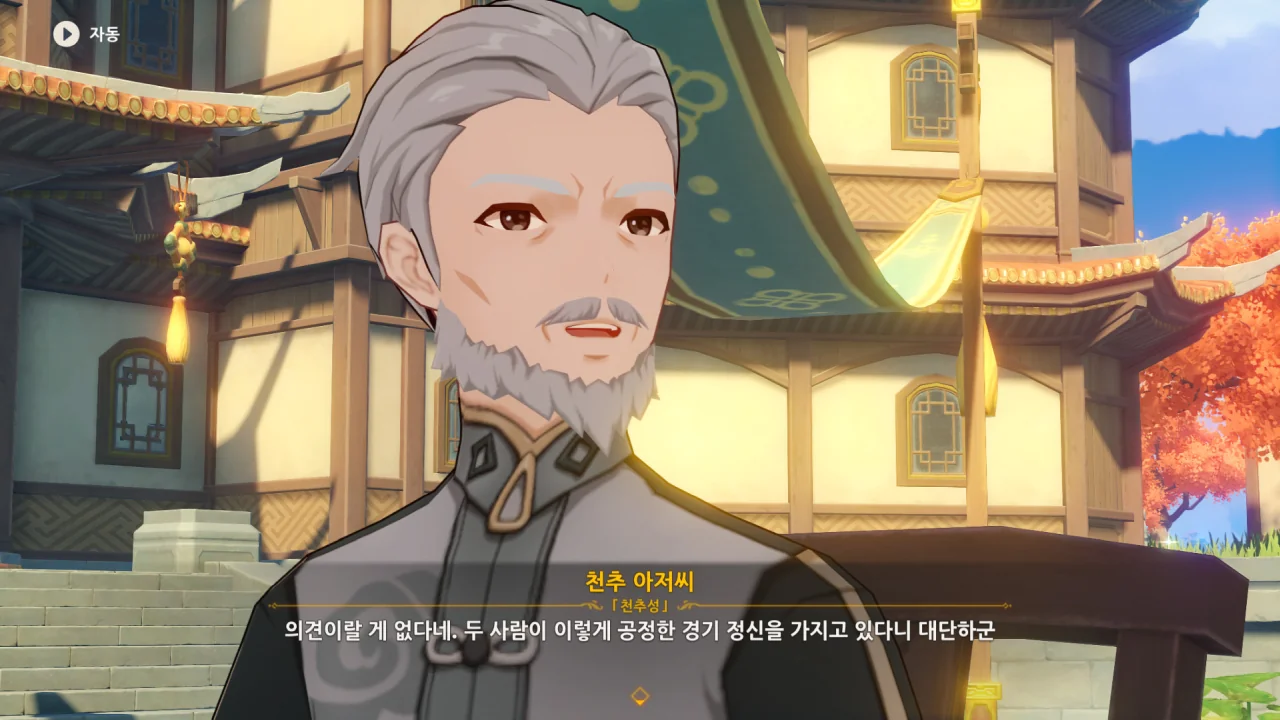 자동
천추 아저씨
「천추성」
의견이랄 게 없다네. 두 사람이 이렇게 공정한 경기 정신을 가지고 있다니 대단하군